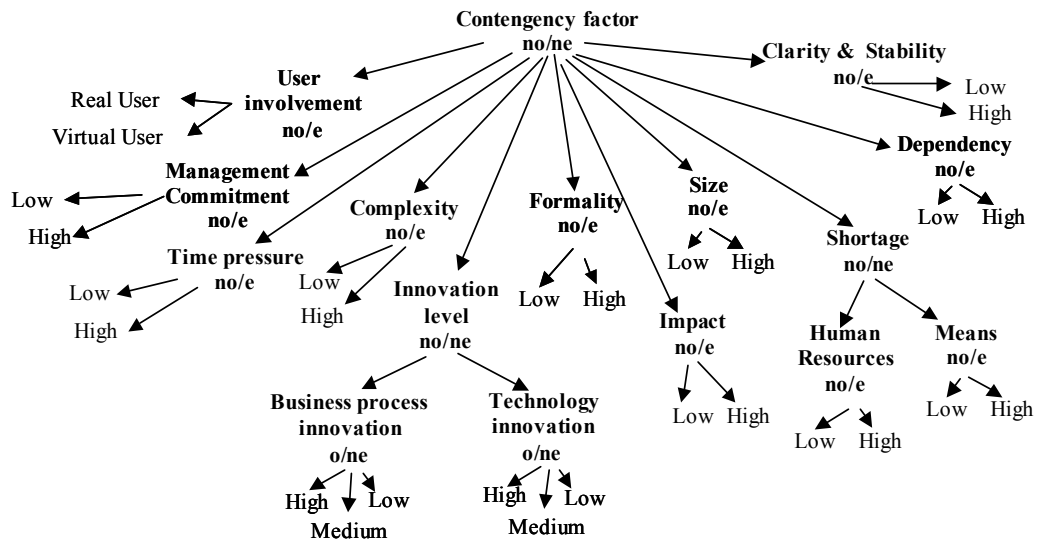 Contengency factor
no/ne
Clarity & Stability
no/e
Low
High
User
involvement
no/e
Real User
Virtual User
Management
Commitment
no/e
Low
High
Time pressure
no/e
Low
High
Complexity
no/e
Low
High
Innovation
level
no/ne
Business process
innovation
o/ne
High
Low
Medium
Technology
innovation
o/ne
High
Low
Medium
Formality
no/e
Low
High
Impact
no/e
Low
High
Size
no/e
Low
High
Shortage
no/ne
Human
Resources
no/e
Low
High
Means
no/e
Low
High
Dependency
no/e
Low
High